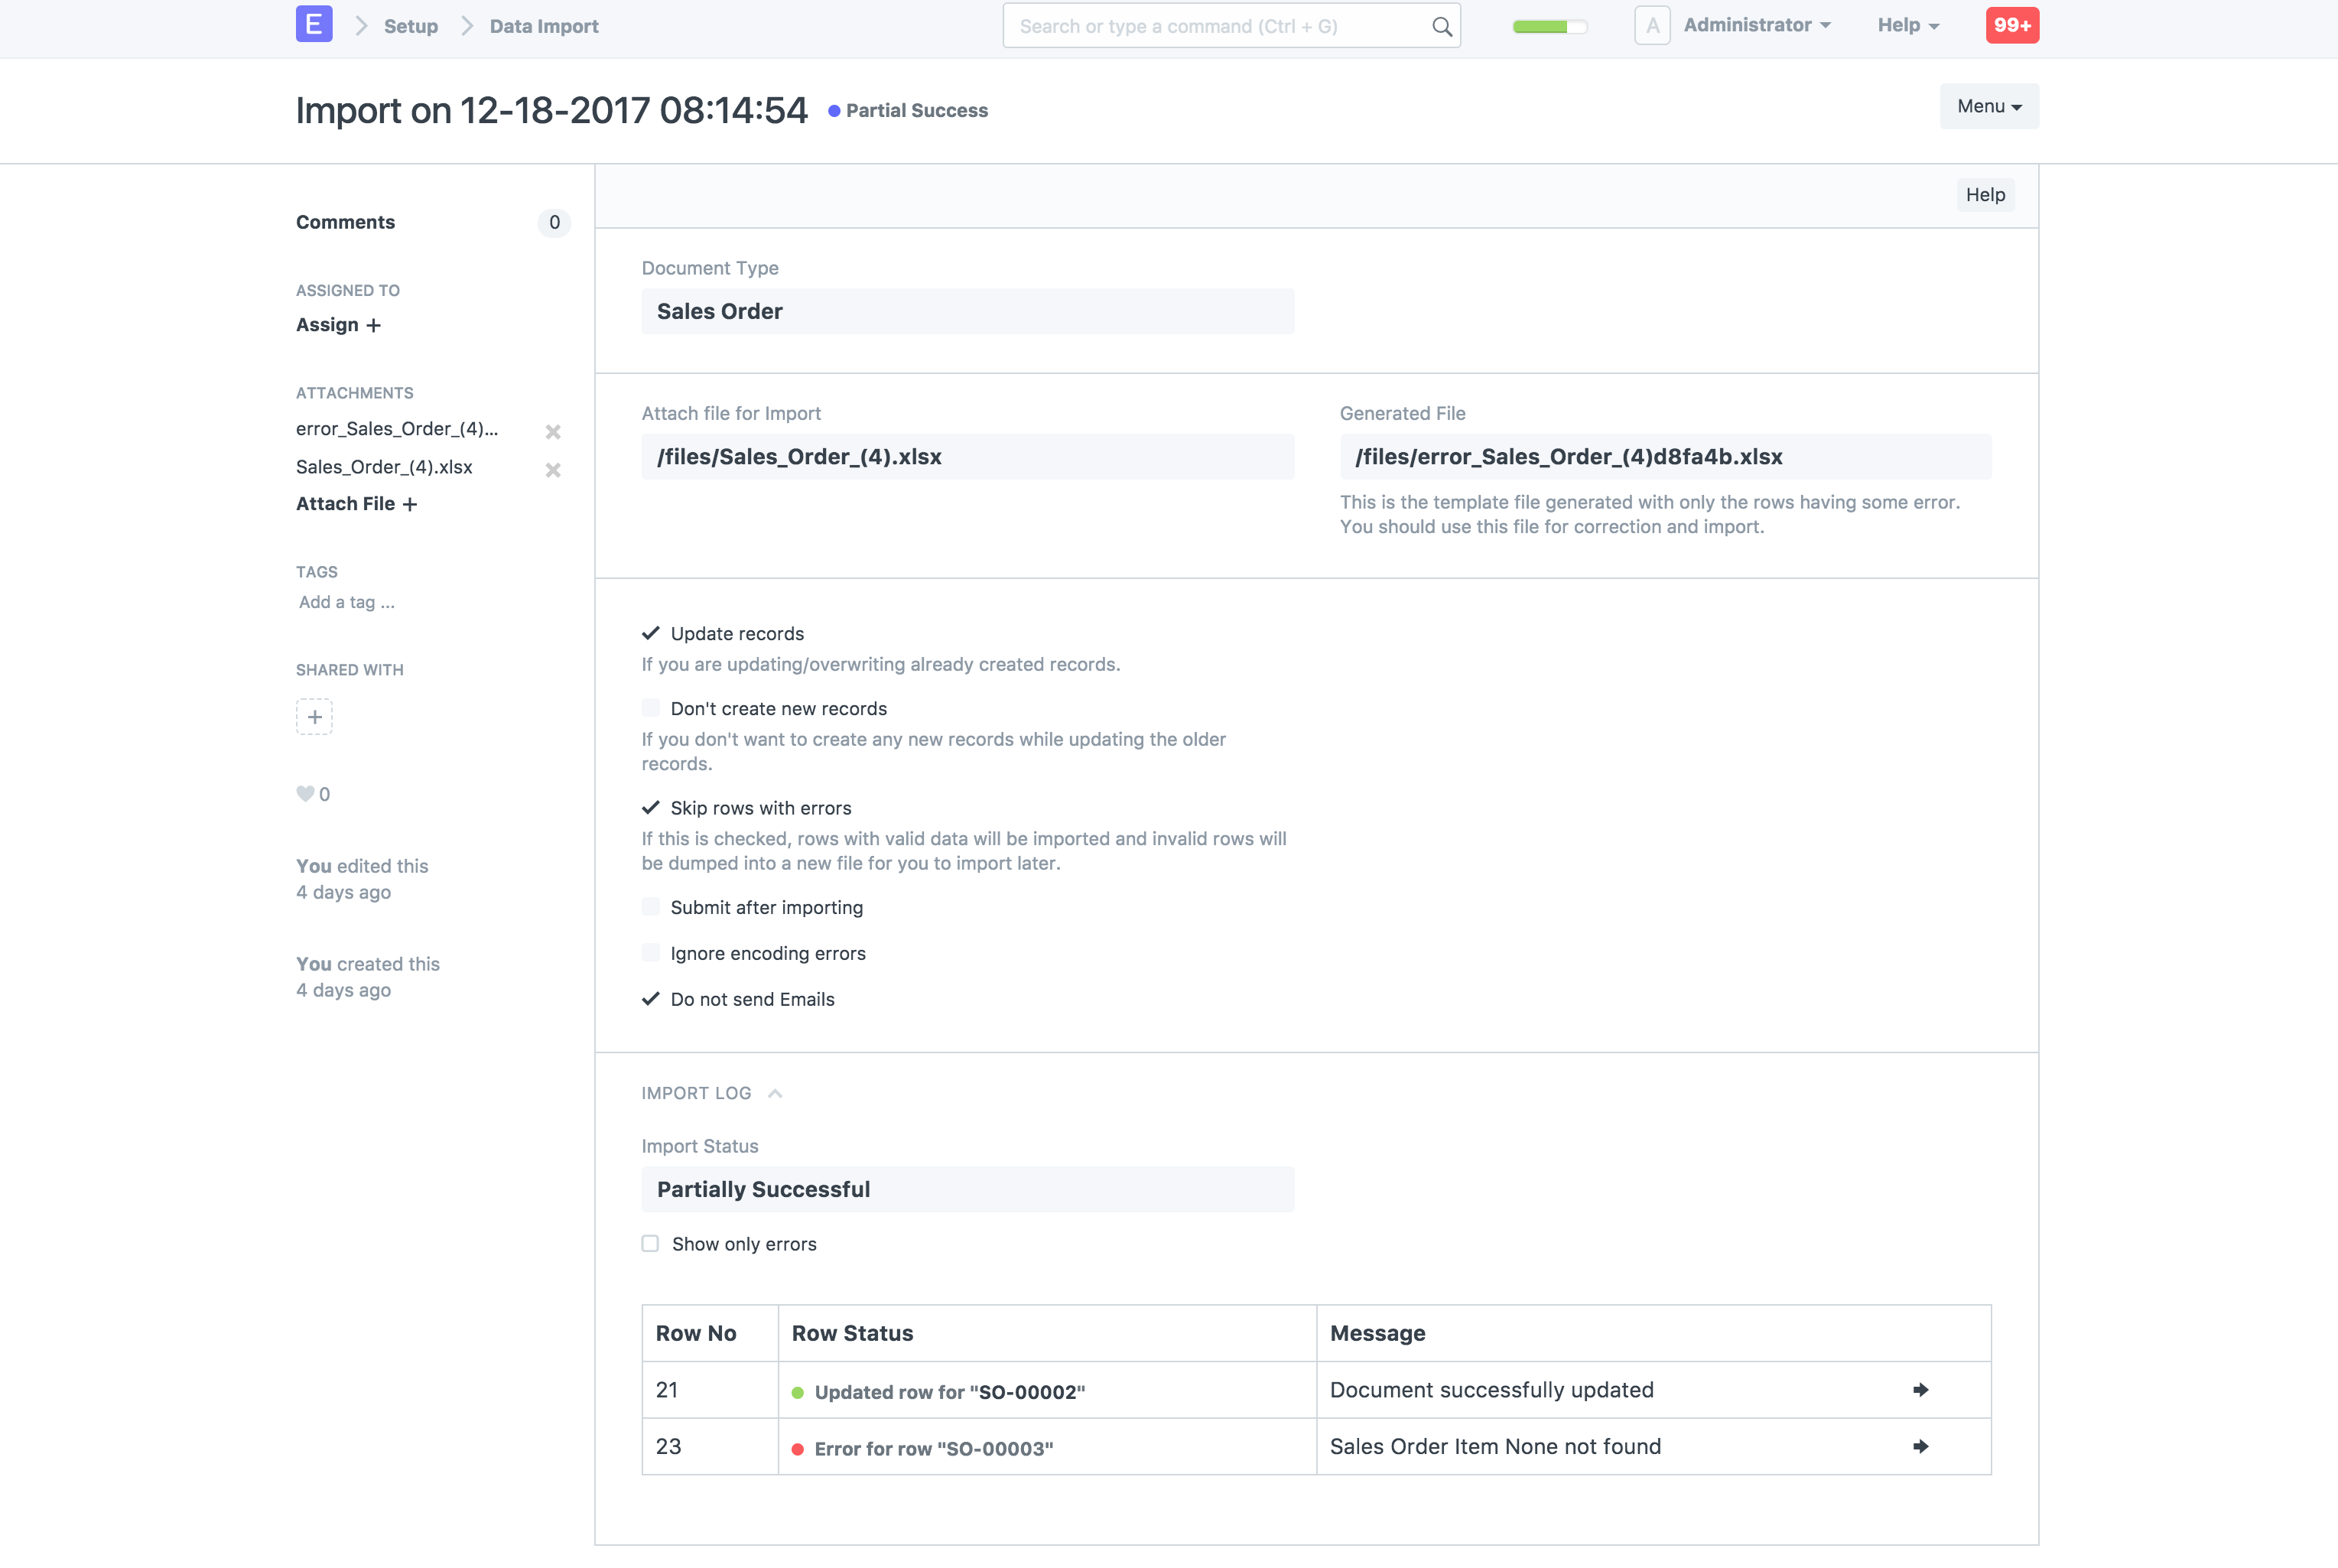 E Setup Data Import Search or type a command (Ctrl + G) A Administrator Help 99+
Import on 12-18-2017 08:14:54 Partial Success Menu
Help
Comments 0
ASSIGNED TO
Assign +
ATTACHMENTS
error_Sales_Order_(4)...
Sales_Order_(4).xlsx
Attach File +
TAGS
Add a tag ...
SHARED WITH
+
0
You edited this
4 days ago
You created this
4 days ago
Document Type
Sales Order
Attach file for Import
/files/Sales_Order_(4).xlsx
Generated File
/files/error_Sales_Order_(4)d8fa4b.xlsx
This is the template file generated with only the rows having some error.
You should use this file for correction and import.
Update records
If you are updating/overwriting already created records.
Don't create new records
If you don't want to create any new records while updating the older
records.
Skip rows with errors
If this is checked, rows with valid data will be imported and invalid rows will
be dumped into a new file for you to import later.
Submit after importing
Ignore encoding errors
Do not send Emails
IMPORT LOG
Import Status
Partially Successful
Show only errors
Row No Row Status Message
21 Updated row for "SO-00002" Document successfully updated
23 Error for row "SO-00003" Sales Order Item None not found